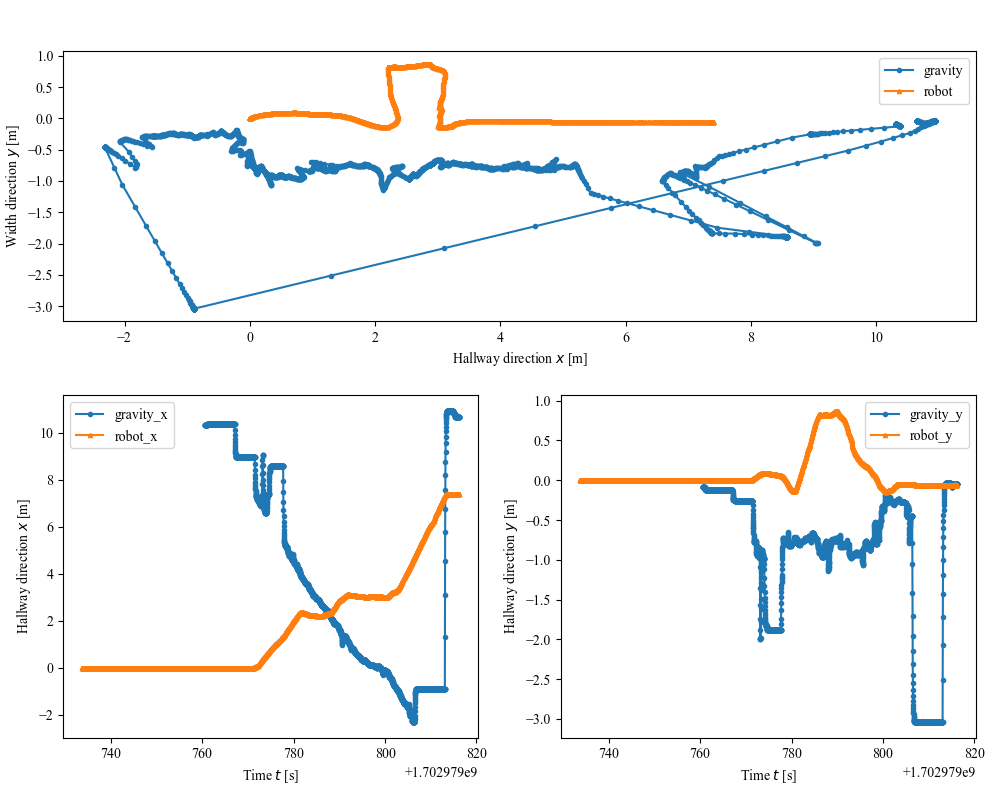 1.0
0.5
0.0
−0.5
−1.0
−1.5
−2.0
−2.5
−3.0
Width direction y [m]
gravity
robot
−2 0 2 4 6 8 10
Hallway direction x [m]
10
8
6
4
2
0
−2
Hallway direction x [m]
gravity_x
robot_x
740 760 780 800 820
Time t [s]
+1.702979e9
1.0
0.5
0.0
−0.5
−1.0
−1.5
−2.0
−2.5
−3.0
Hallway direction y [m]
gravity_y
robot_y
740 760 780 800 820
Time t [s]
+1.702979e9